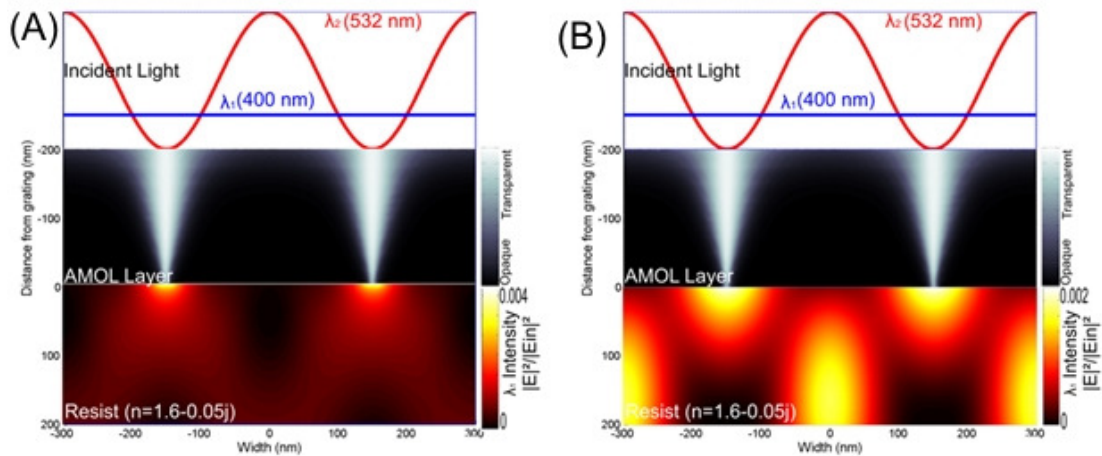 (A)
λ₂ (532 nm)
Incident Light
λ₁(400 nm)
Distance from grating (nm)
-200
-100
0
100
200
AMOL Layer
Resist (n=1.6-0.05j)
-300
-200
-100
0
100
200
300
Width (nm)
Opaque Transparent
0.004
0
λ₁ Intensity
|E|²/|Ein|²
(B)
λ₂ (532 nm)
Incident Light
λ₁(400 nm)
Distance from grating (nm)
-200
-100
0
100
200
AMOL Layer
Resist (n=1.6-0.05j)
-300
-200
-100
0
100
200
300
Width (nm)
Opaque Transparent
0.002
0
λ₁ Intensity
|E|²/|Ein|²